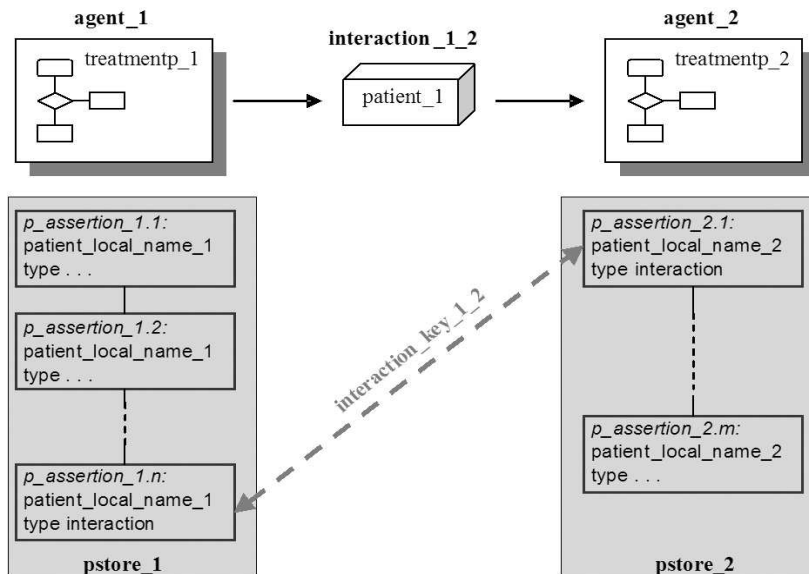 agent_1
interaction_1_2
agent_2
treatmentp_1
patient_1
treatmentp_2
p_assertion_1.1:
patient_local_name_1
type . . .
p_assertion_1.2:
patient_local_name_1
type . . .
p_assertion_1.n:
patient_local_name_1
type interaction
pstore_1
interaction_key_1_2
p_assertion_2.1:
patient_local_name_2
type interaction
p_assertion_2.m:
patient_local_name_2
type . . .
pstore_2